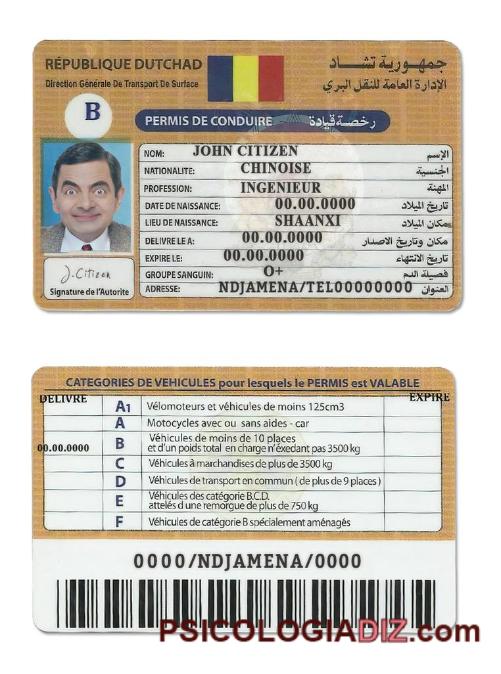 RÉPUBLIQUE DUTCHAD
جمهورية تشاد
Direction Générale De Transport De Surface
الإدارة العامة للنقل البري
B
PERMIS DE CONDUIRE رخصة قيادة
NOM: JOHN CITIZEN الإسم
NATIONALITE: CHINOISE الجنسية
PROFESSION: INGENIEUR المهنة
DATE DE NAISSANCE: 00.00.0000 تاريخ الميلاد
LIEU DE NAISSANCE: SHAANXI مكان الميلاد
DELIVRE LE A: 00.00.0000 مكان وتاريخ الاصدار
EXPIRE LE: 00.00.0000 تاريخ الانتهاء
GROUPE SANGUIN: O+ فصيلة الدم
ADRESSE: NDJAMENA/TEL00000000 العنوان
J. Citizen
Signature de l'Autorite
CATEGORIES DE VEHICULES pour lesquels le PERMIS est VALABLE
DELIVRE EXPIRE
A1 Vélomoteurs et véhicules de moins 125cm3
A Motocycles avec ou sans aides - car
00.00.0000 B Véhicules de moins de 10 places
et d'un poids total en charge n'éxedant pas 3500 kg
C Véhicules à marchandises de plus de 3500 kg
D Véhicules de transport en commun ( de plus de 9 places )
E Véhicules des catégorie B.C.D.
attelés d'une remorgue de plus de 750 kg
F Véhicules de catégorie B spécialement aménagés
0000/NDJAMENA/0000
PSICOLOGIADIZ.com